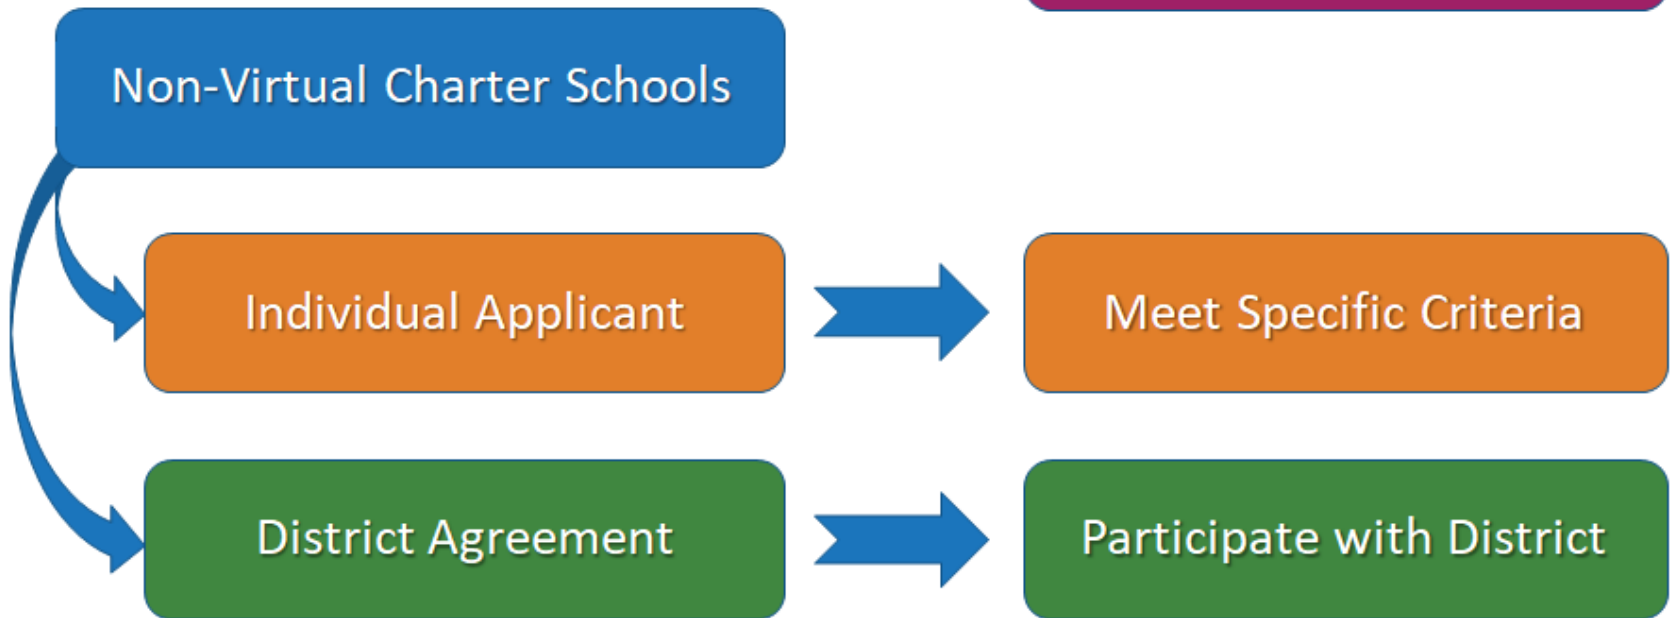 Non-Virtual Charter Schools
Individual Applicant
Meet Specific Criteria
District Agreement
Participate with District